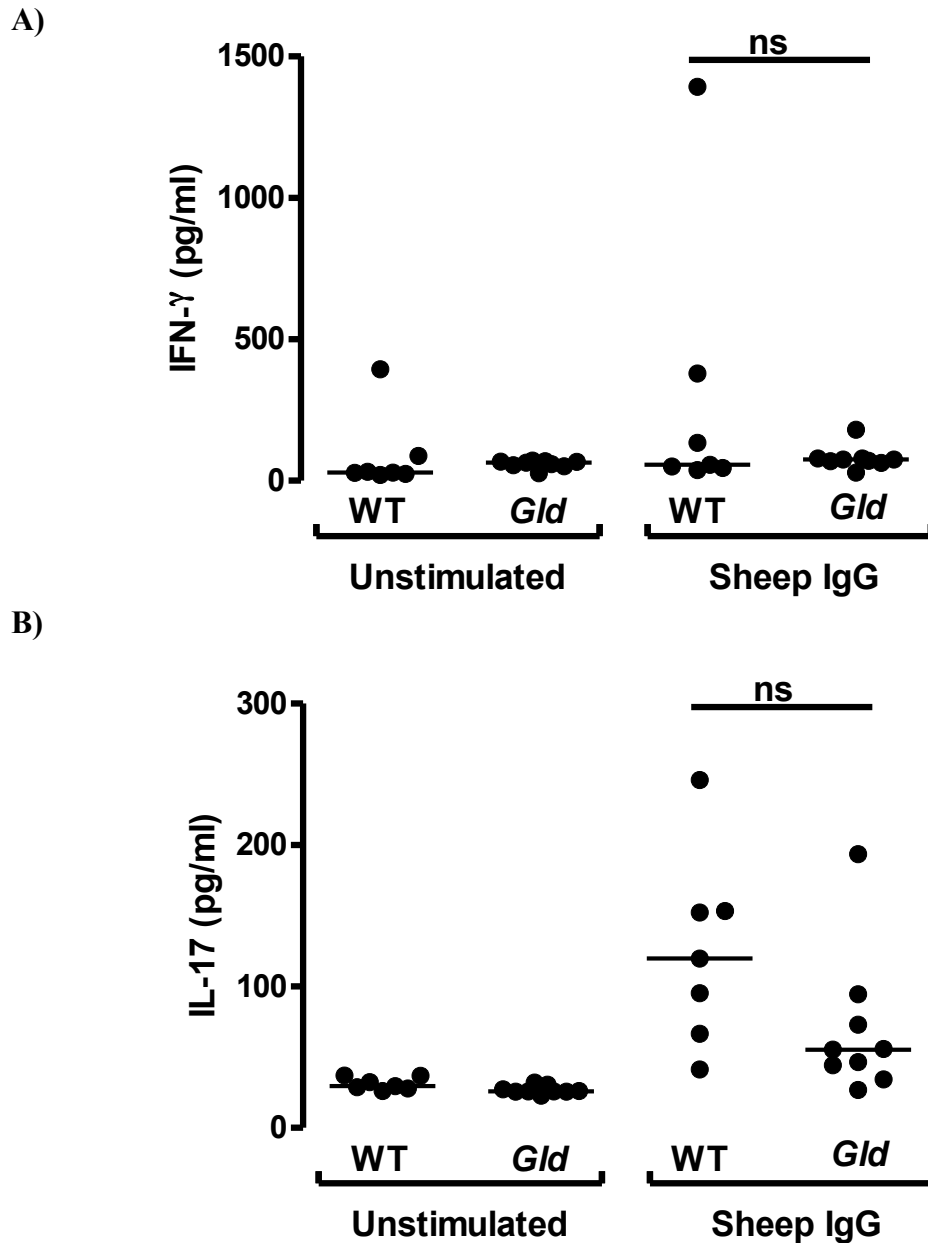 A)
ns
1500
1000
500
0
IFN-γ (pg/ml)
WT Gld WT Gld
Unstimulated Sheep IgG
B)
ns
300
200
100
0
IL-17 (pg/ml)
WT Gld WT Gld
Unstimulated Sheep IgG